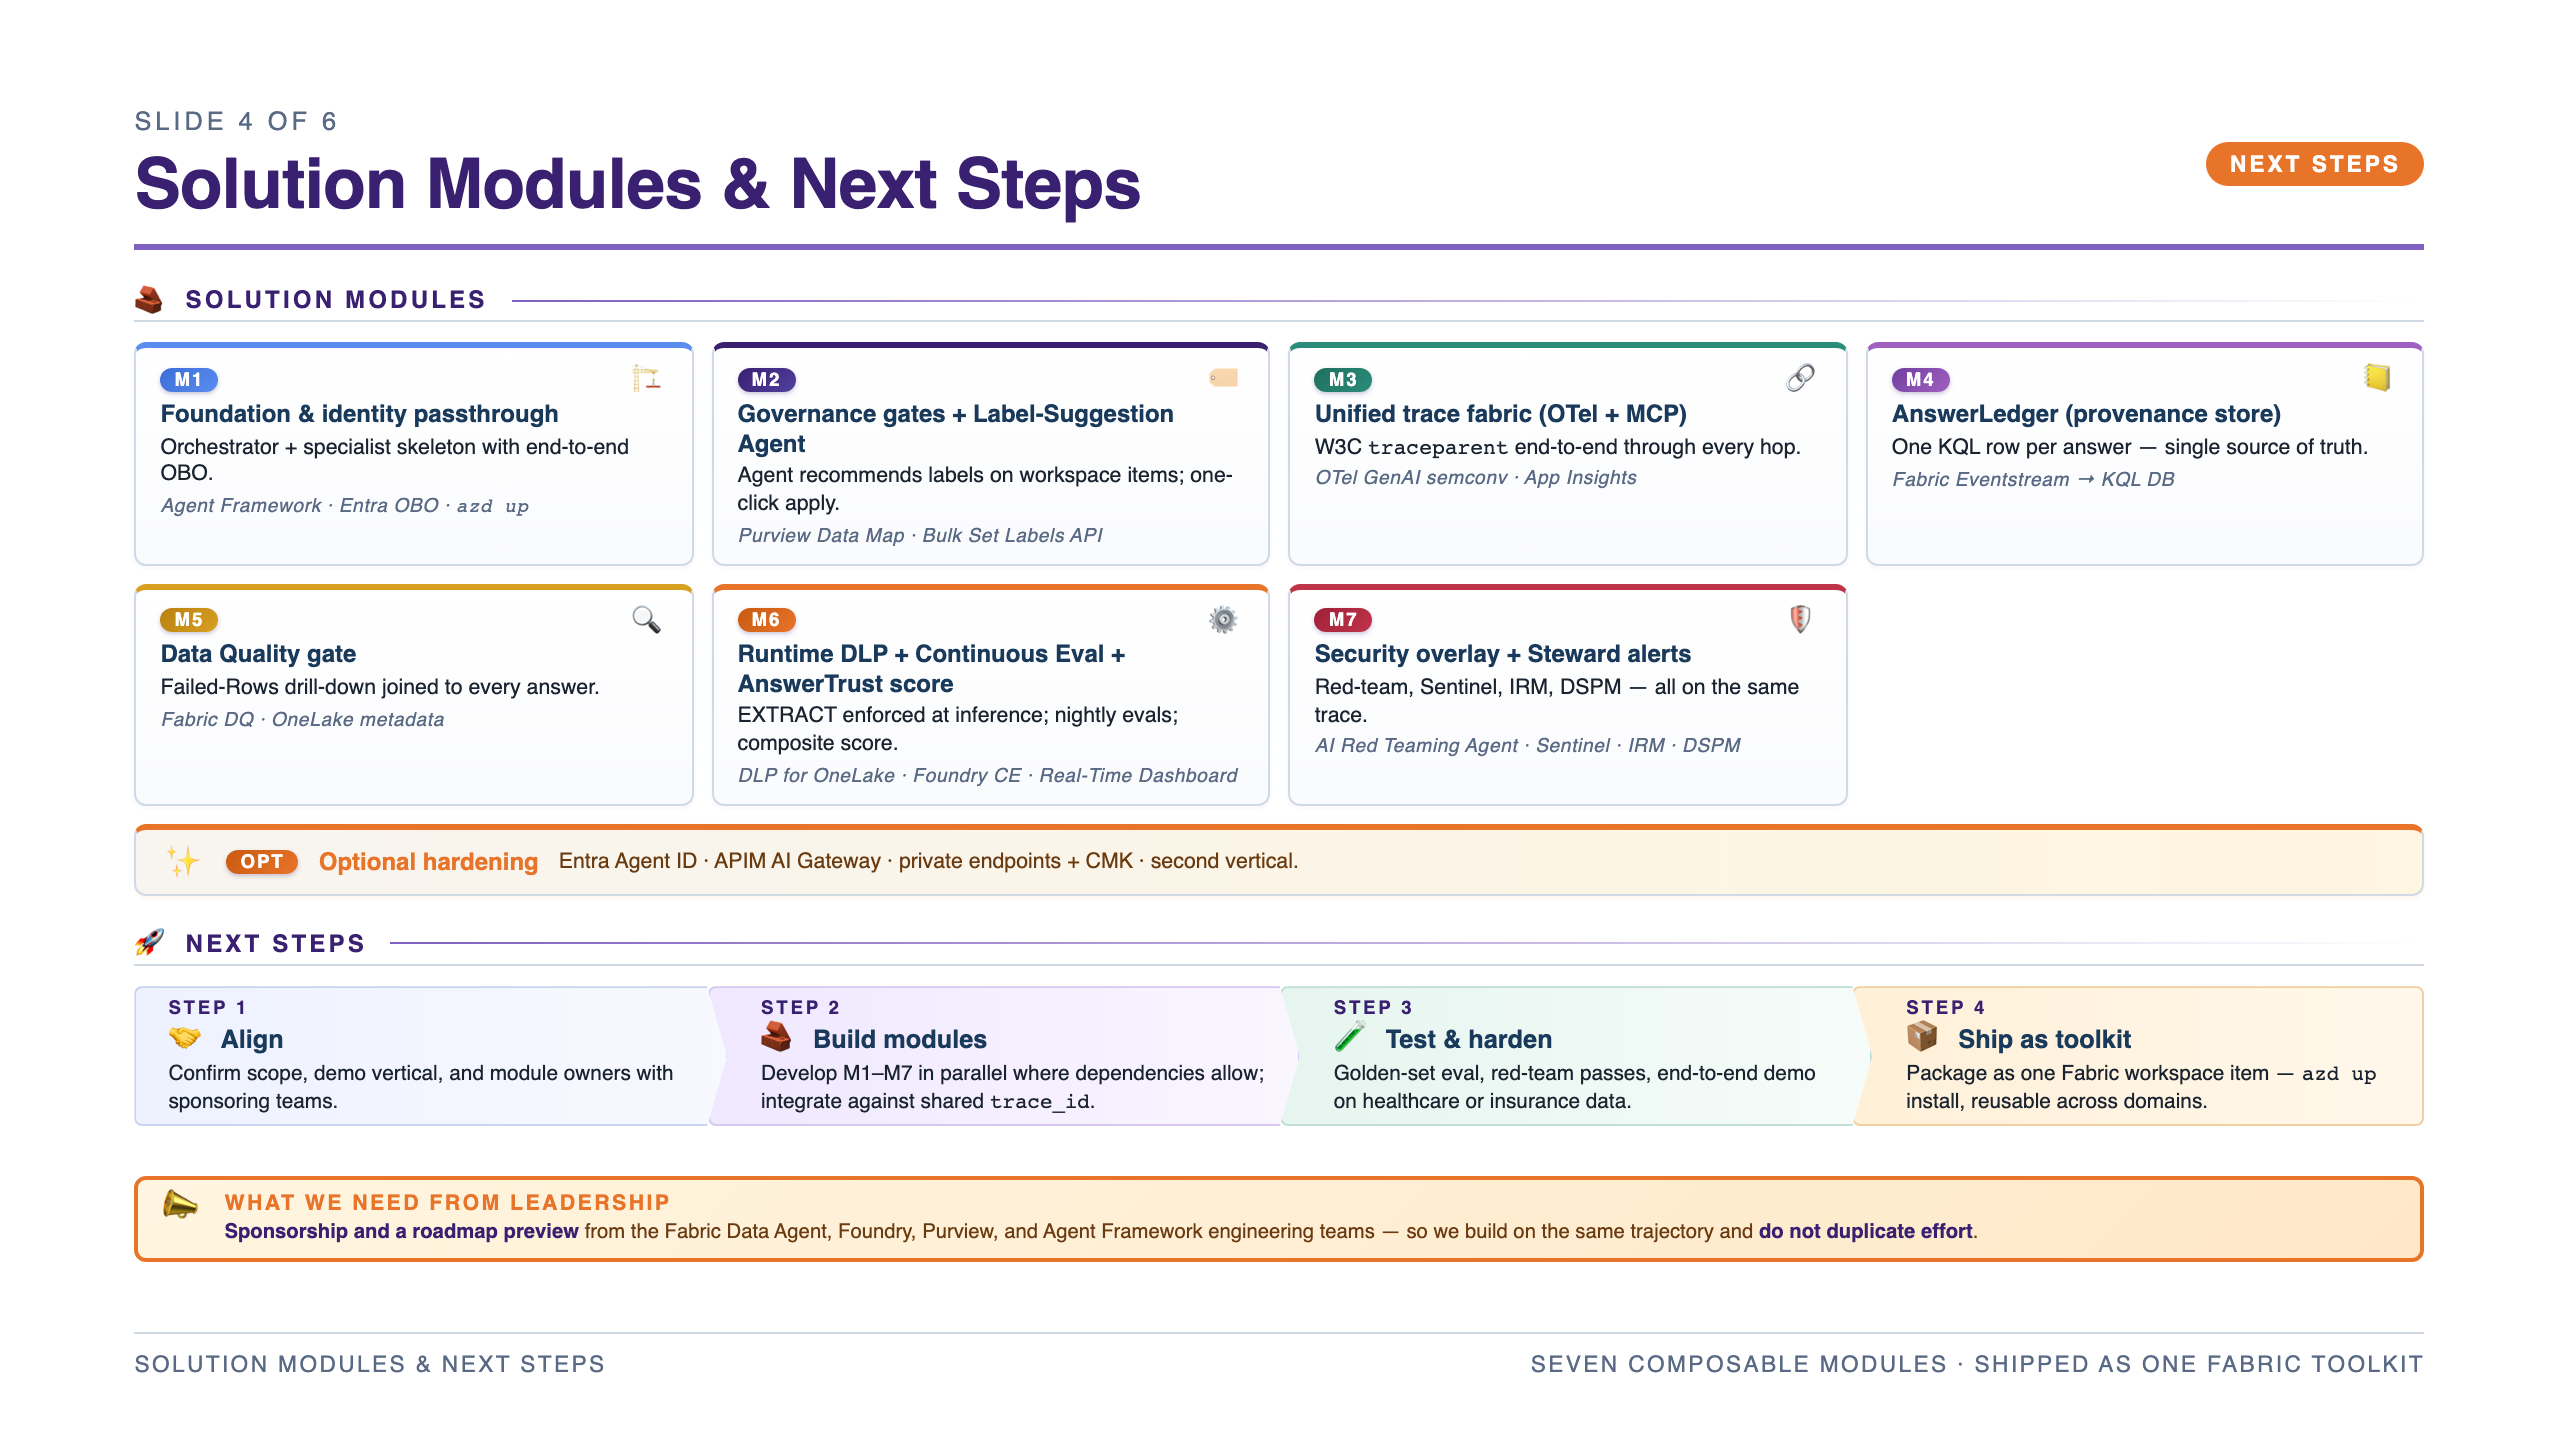 SLIDE 4 OF 6
Solution Modules & Next Steps
NEXT STEPS
SOLUTION MODULES
M1
Foundation & identity passthrough
Orchestrator + specialist skeleton with end-to-end
OBO.
Agent Framework · Entra OBO · azd up
M2
Governance gates + Label-Suggestion
Agent
Agent recommends labels on workspace items; one-
click apply.
Purview Data Map · Bulk Set Labels API
M3
Unified trace fabric (OTel + MCP)
W3C traceparent end-to-end through every hop.
OTel GenAI semconv · App Insights
M4
AnswerLedger (provenance store)
One KQL row per answer — single source of truth.
Fabric Eventstream → KQL DB
M5
Data Quality gate
Failed-Rows drill-down joined to every answer.
Fabric DQ · OneLake metadata
M6
Runtime DLP + Continuous Eval +
AnswerTrust score
EXTRACT enforced at inference; nightly evals;
composite score.
DLP for OneLake · Foundry CE · Real-Time Dashboard
M7
Security overlay + Steward alerts
Red-team, Sentinel, IRM, DSPM — all on the same
trace.
AI Red Teaming Agent · Sentinel · IRM · DSPM
OPT Optional hardening Entra Agent ID · APIM AI Gateway · private endpoints + CMK · second vertical.
NEXT STEPS
STEP 1
Align
Confirm scope, demo vertical, and module owners with
sponsoring teams.
STEP 2
Build modules
Develop M1–M7 in parallel where dependencies allow;
integrate against shared trace_id.
STEP 3
Test & harden
Golden-set eval, red-team passes, end-to-end demo
on healthcare or insurance data.
STEP 4
Ship as toolkit
Package as one Fabric workspace item — azd up
install, reusable across domains.
WHAT WE NEED FROM LEADERSHIP
Sponsorship and a roadmap preview from the Fabric Data Agent, Foundry, Purview, and Agent Framework engineering teams — so we build on the same trajectory and do not duplicate effort.
SOLUTION MODULES & NEXT STEPS
SEVEN COMPOSABLE MODULES · SHIPPED AS ONE FABRIC TOOLKIT